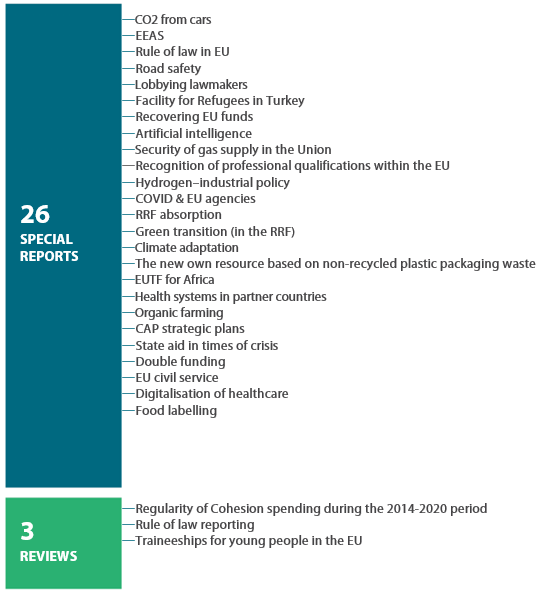 26
SPECIAL
REPORTS
CO2 from cars
EEAS
Rule of law in EU
Road safety
Lobbying lawmakers
Facility for Refugees in Turkey
Recovering EU funds
Artificial intelligence
Security of gas supply in the Union
Recognition of professional qualifications within the EU
Hydrogen–industrial policy
COVID & EU agencies
RRF absorption
Green transition (in the RRF)
Climate adaptation
The new own resource based on non-recycled plastic packaging waste
EUTF for Africa
Health systems in partner countries
Organic farming
CAP strategic plans
State aid in times of crisis
Double funding
EU civil service
Digitalisation of healthcare
Food labelling
3
REVIEWS
Regularity of Cohesion spending during the 2014-2020 period
Rule of law reporting
Traineeships for young people in the EU